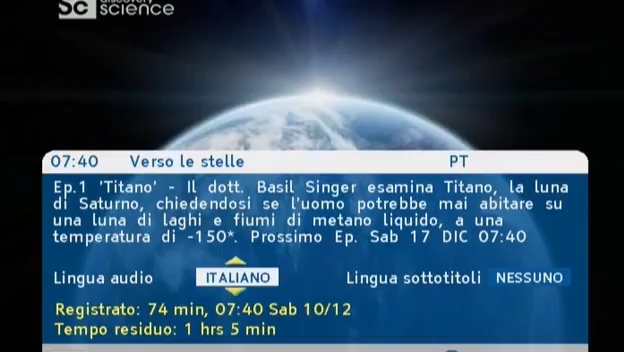 Sc discovery
science
07:40 Verso le stelle PT
Ep.1 'Titano' - Il dott. Basil Singer esamina Titano, la luna
di Saturno, chiedendosi se l'uomo potrebbe mai abitare su
una luna di laghi e fiumi di metano liquido, a una
temperatura di -150*. Prossimo Ep. Sab 17 DIC 07:40
Lingua audio ITALIANO Lingua sottotitoli NESSUNO
Registrato: 74 min, 07:40 Sab 10/12
Tempo residuo: 1 hrs 5 min